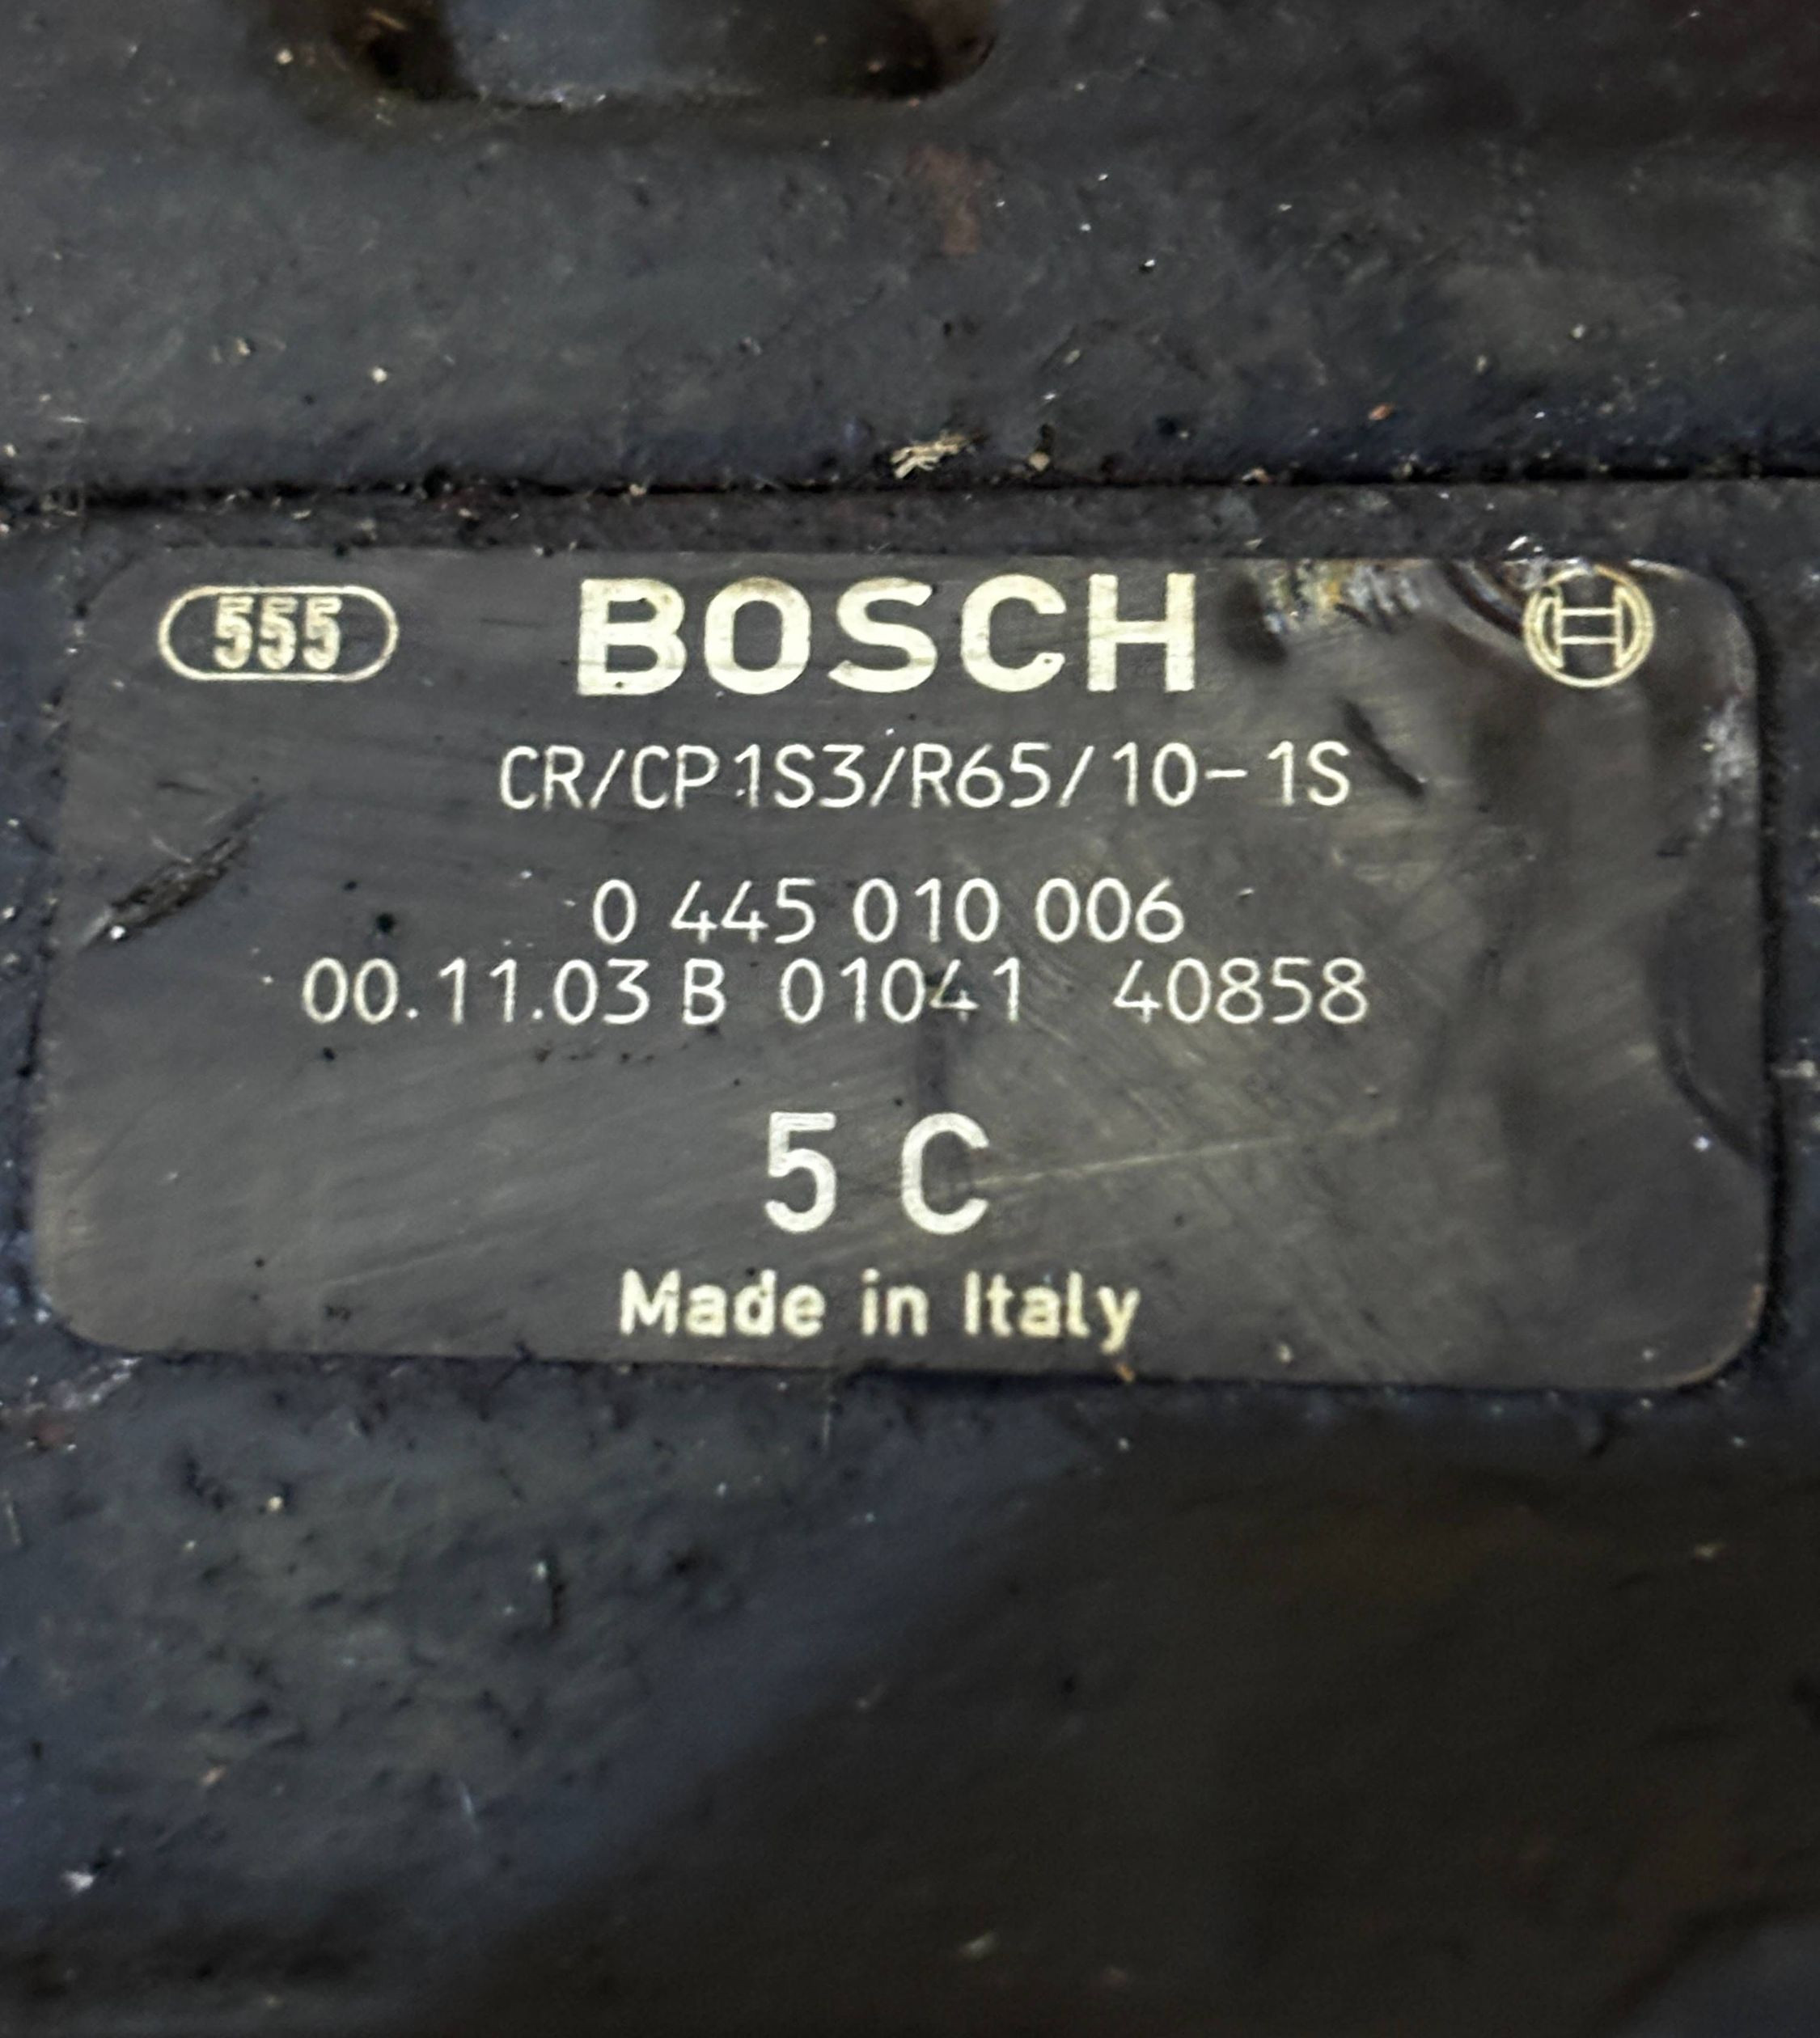 555 BOSCH
CR/CP1S3/R65/10-1S
0 445 010 006
00.11.03 B 01041 40858
5 C
Made in Italy